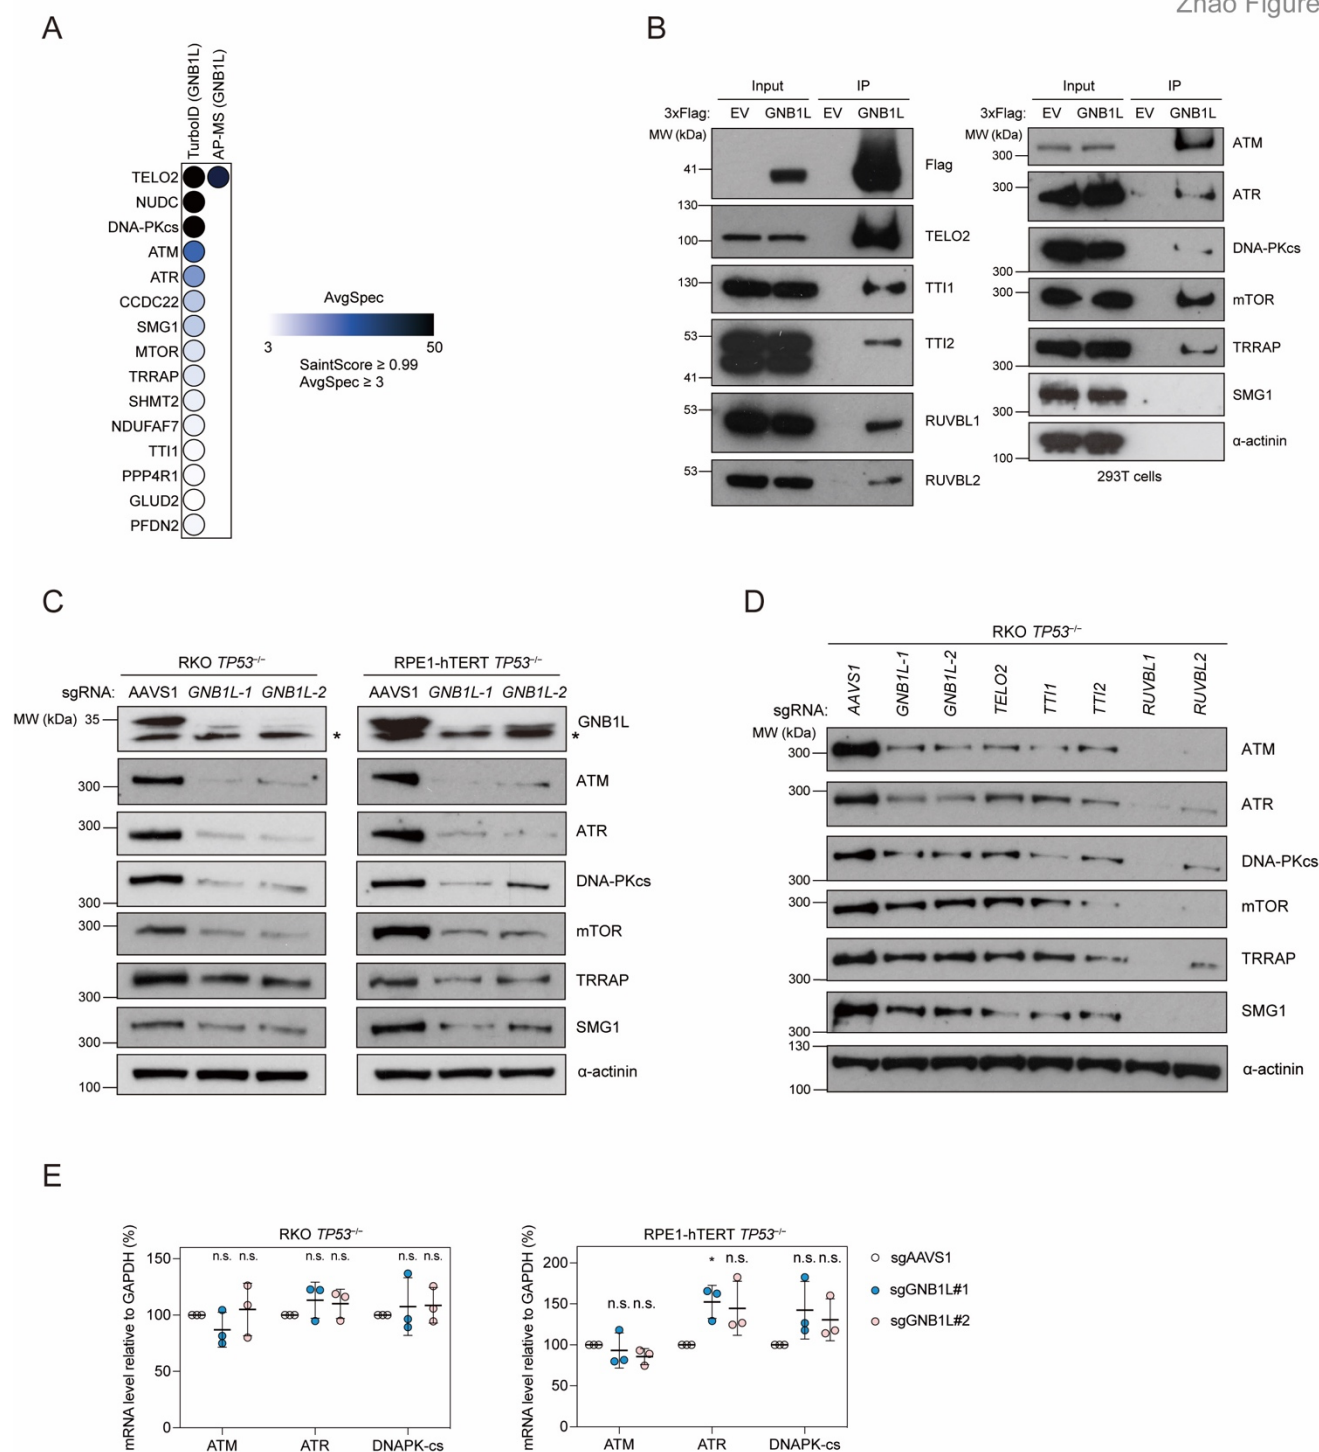 Zhao Figure
A
TurboID (GNB1L)
AP-MS (GNB1L)
TELO2
NUDC
DNA-PKcs
ATM
ATR
CCDC22
SMG1
MTOR
TRRAP
SHMT2
NDUFAF7
TTI1
PPP4R1
GLUD2
PFDN2
AvgSpec
3 50
SaintScore ≥ 0.99
AvgSpec ≥ 3
B
Input IP
3xFlag: EV GNB1L EV GNB1L
MW (kDa)
41 Flag
130
100 TELO2
130 TTI1
53 TTI2
41
53 RUVBL1
53 RUVBL2
Input IP
3xFlag: EV GNB1L EV GNB1L
MW (kDa)
300 ATM
300 ATR
DNA-PKcs
300
300 mTOR
TRRAP
300
SMG1
300
α-actinin
100
293T cells
C
RKO TP53–/– RPE1-hTERT TP53–/–
sgRNA: AAVS1 GNB1L-1 GNB1L-2 AAVS1 GNB1L-1 GNB1L-2
MW (kDa) 35 GNB1L
* *
300 ATM
300 ATR
DNA-PKcs
300
300 mTOR
TRRAP
300
SMG1
300
α-actinin
100
D
RKO TP53–/–
sgRNA: AAVS1 GNB1L-1 GNB1L-2 TELO2 TTI1 TTI2 RUVBL1 RUVBL2
MW (kDa)
300 ATM
300 ATR
DNA-PKcs
300
300 mTOR
TRRAP
300
SMG1
300
130
α-actinin
100
E
RKO TP53–/–
mRNA level relative to GAPDH (%)
150
100
50
0
n.s. n.s. n.s. n.s. n.s. n.s.
ATM ATR DNAPK-cs
RPE1-hTERT TP53–/–
mRNA level relative to GAPDH (%)
200
150
100
50
0
n.s. n.s. * n.s. n.s. n.s.
ATM ATR DNAPK-cs
sgAAVS1
sgGNB1L#1
sgGNB1L#2